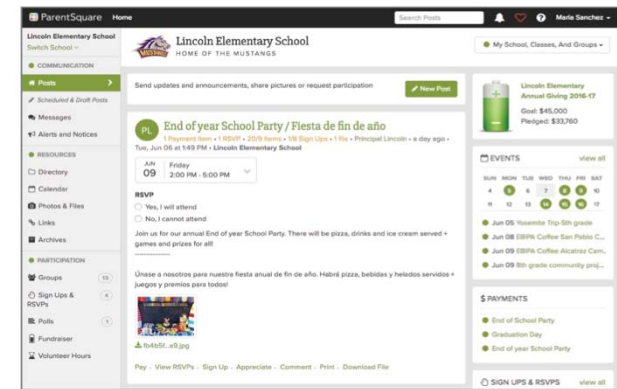 ParentSquare Home Search Posts Maria Sanchez
Lincoln Elementary School
Switch School
COMMUNICATION
Posts
Scheduled & Draft Posts
Messages
Alerts and Notices
RESOURCES
Directory
Calendar
Photos & Files
Links
Archives
PARTICIPATION
Groups 13
Sign Ups & 4
RSVPs
Polls 1
Fundraiser
Volunteer Hours
MUSTANGS
Lincoln Elementary School
HOME OF THE MUSTANGS
My School, Classes, And Groups
Send updates and announcements, share pictures or request participation
New Post
PL
End of year School Party / Fiesta de fin de año
1 Payment Item • 1 RSVP • 20/9 Items • 1/8 Sign Ups • 1 file • Principal Lincoln • a day ago •
Tue, Jun 06 at 1:49 PM • Lincoln Elementary School
JUN Friday
09 2:00 PM - 5:00 PM
RSVP
Yes, I will attend
No, I cannot attend
Join us for our annual End of year School Party. There will be pizza, drinks and ice cream served +
games and prizes for all!
Únase a nosotros para nuestra fiesta anual de fin de año. Habrá pizza, bebidas y helados servidos +
juegos y premios para todos!
fb4b5f...a9.jpg
Pay . View RSVPs . Sign Up . Appreciate . Comment . Print . Download File
Lincoln Elementary
Annual Giving 2016-17
Goal: $45,000
Pledged: $33,760
EVENTS view all
SUN MON TUE WED THU FRI SAT
4 5 6 7 8 9 10
11 12 13 14 15 16 17
Jun 05 Yosemite Trip-5th grade
Jun 08 EBIPA Coffee San Pablo C...
Jun 09 EBIPA Coffee Alcatraz Cam..
Jun 09 8th grade community proj...
$ PAYMENTS
End of School Party
Graduation Day
End of year School Party
SIGN UPS & RSVPS view all